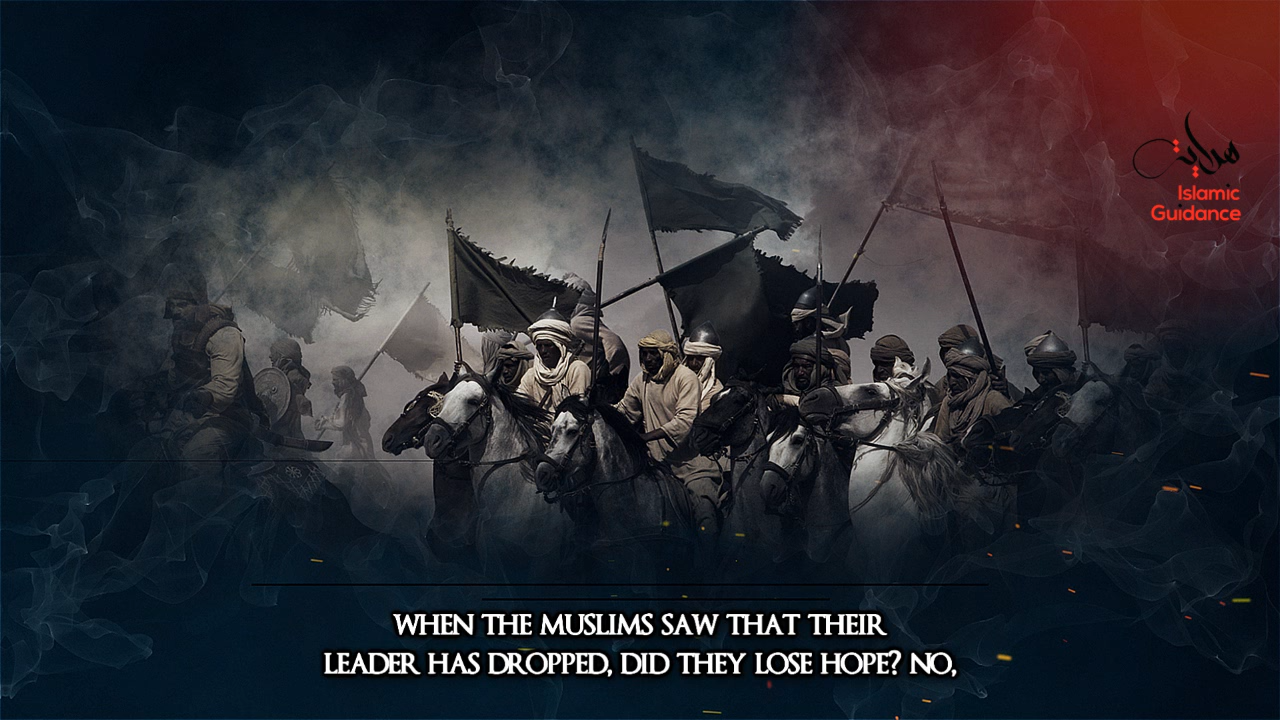 هداية
Islamic
Guidance
WHEN THE MUSLIMS SAW THAT THEIR
LEADER HAS DROPPED, DID THEY LOSE HOPE? NO,